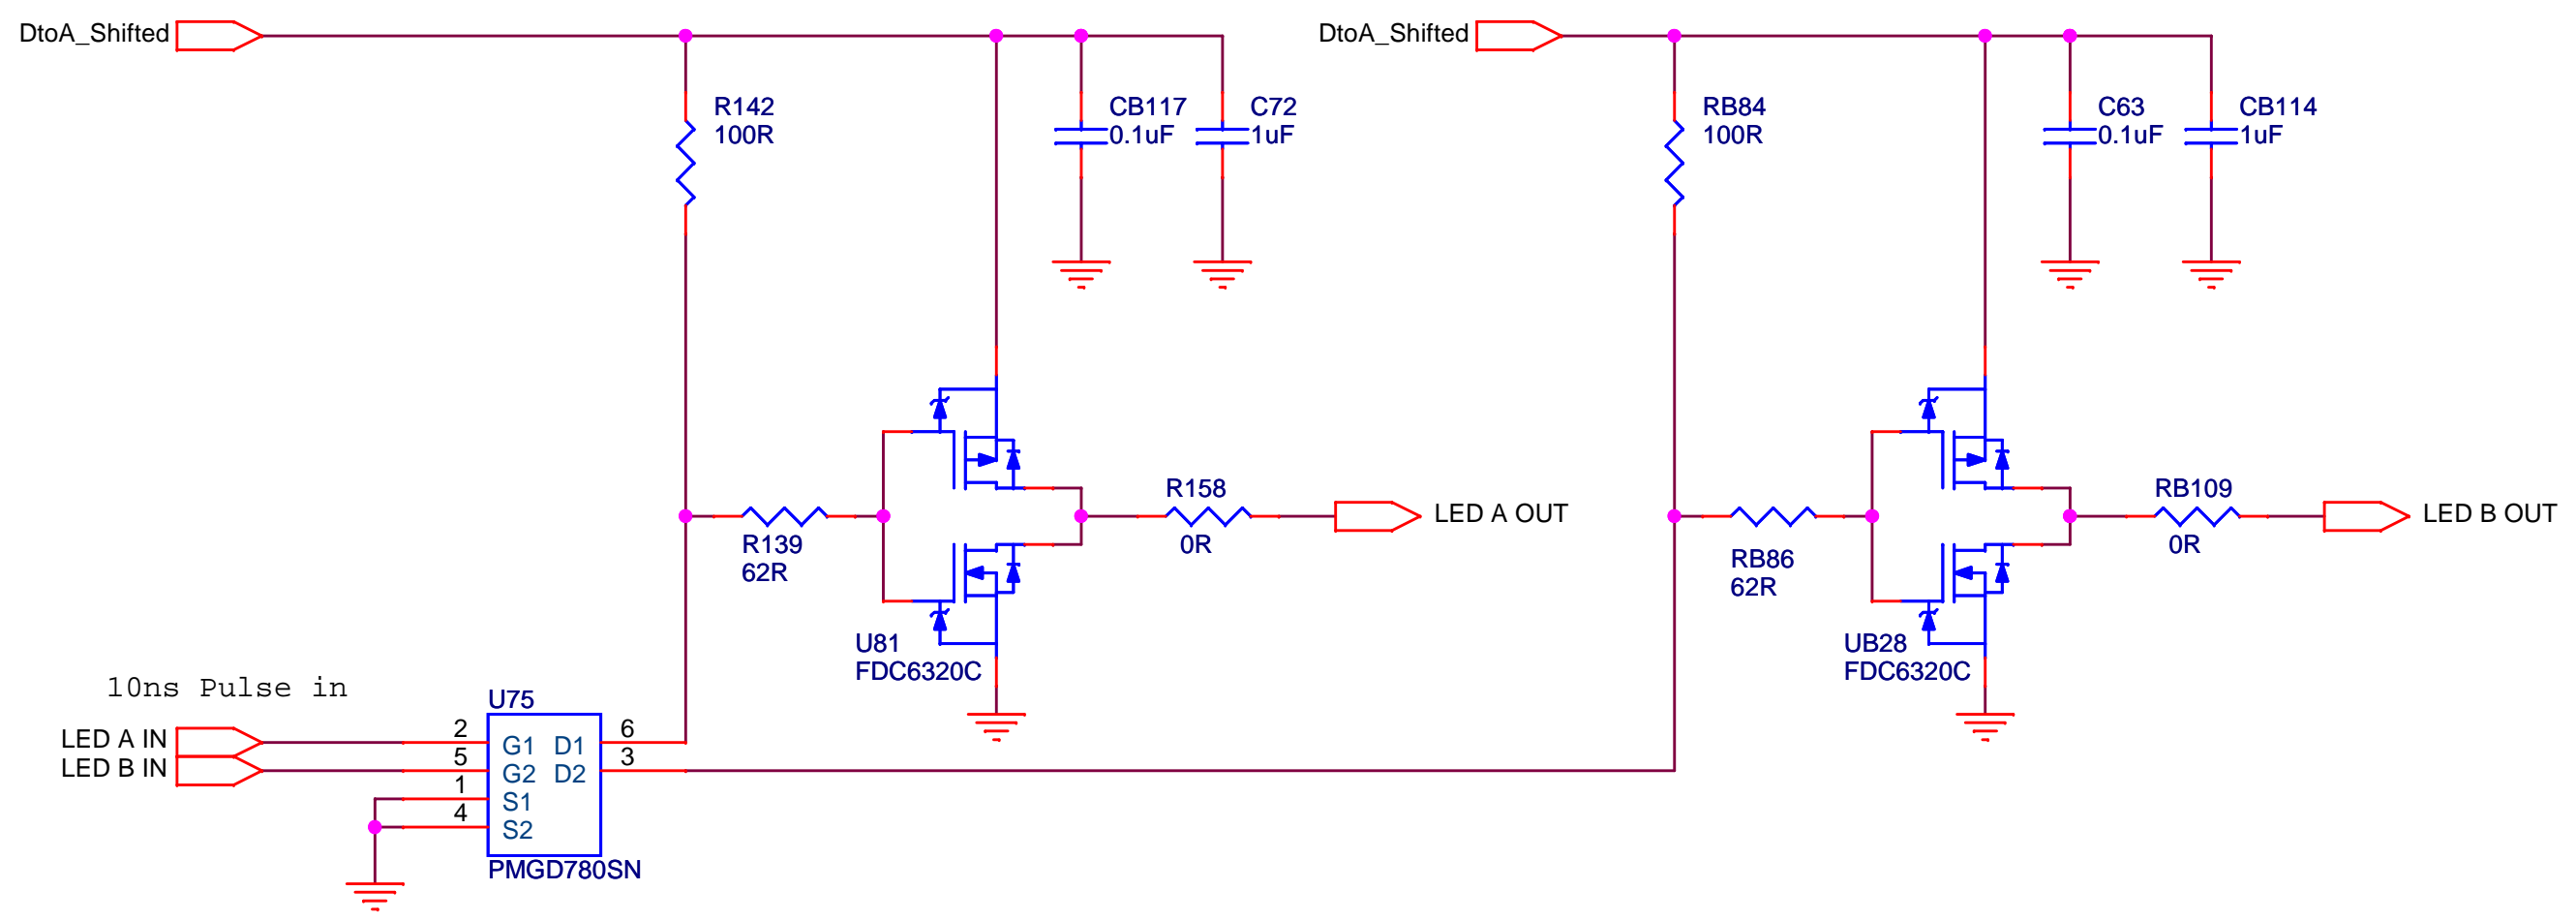 DtoA_Shifted
R142
100R
CB117
0.1uF
C72
1uF
R139
62R
R158
0R
LED A OUT
U81
FDC6320C
DtoA_Shifted
RB84
100R
C63
0.1uF
CB114
1uF
RB86
62R
RB109
0R
LED B OUT
UB28
FDC6320C
10ns Pulse in
LED A IN
LED B IN
U75
2
5
1
4
G1 D1
G2 D2
S1
S2
6
3
PMGD780SN